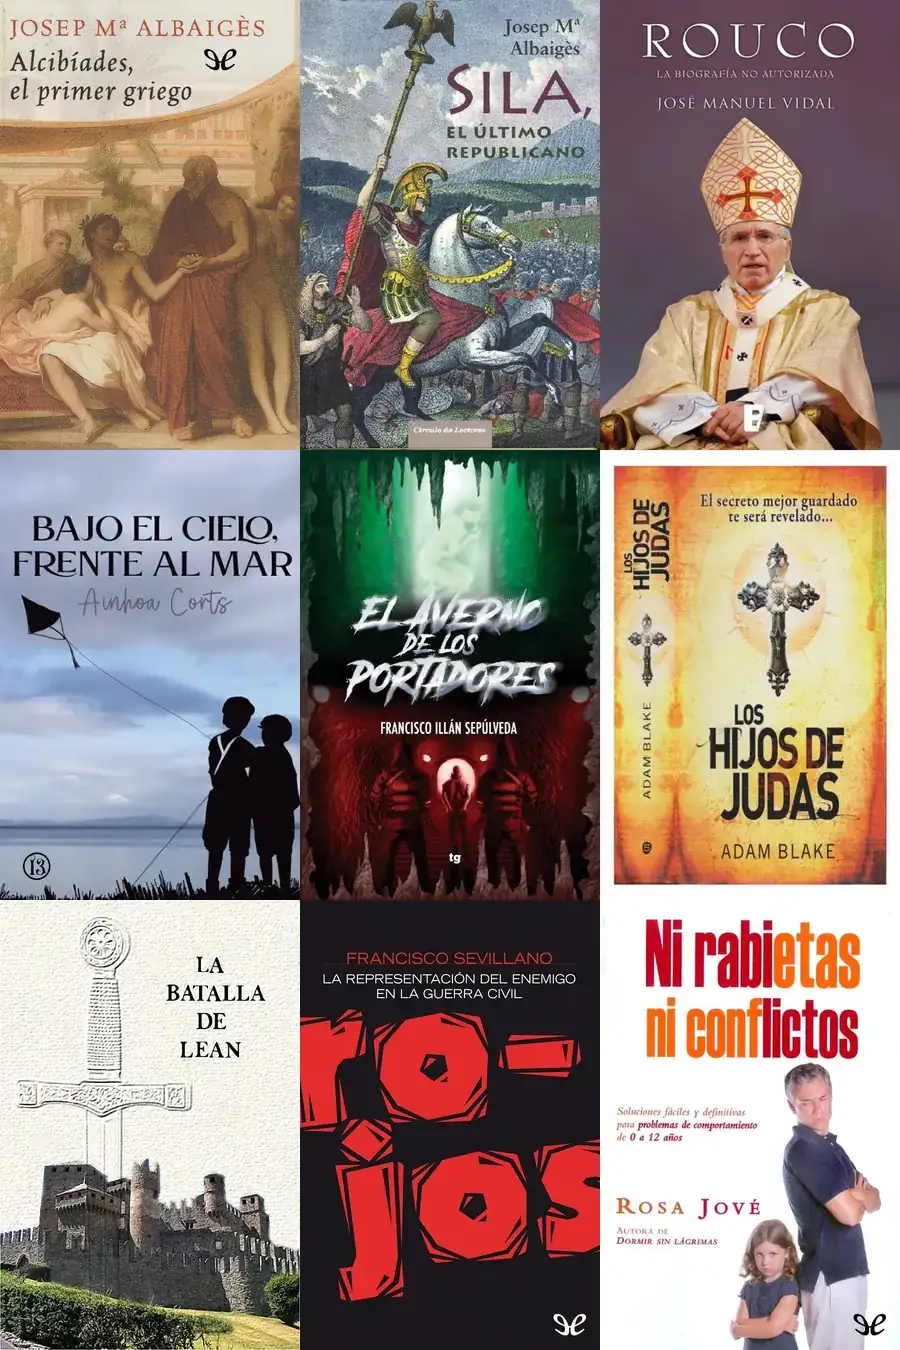 JOSEP Mª ALBAIGÈS
Alcibíades,
el primer griego
Josep Mª
Albaigès
SILA,
EL ÚLTIMO
REPUBLICANO
Círculo de Lectores
ROUCO
LA BIOGRAFÍA NO AUTORIZADA
JOSÉ MANUEL VIDAL
B
BAJO EL CIELO,
FRENTE AL MAR
Ainhoa Corts
13
EL AVERNO
DE LOS
PORTADORES
FRANCISCO ILLÁN SEPÚLVEDA
tg
LOS
HIJOS DE
JUDAS
ADAM BLAKE
El secreto mejor guardado
te será revelado...
LOS
HIJOS DE
JUDAS
ADAM BLAKE
LA
BATALLA
DE
LEAN
FRANCISCO SEVILLANO
LA REPRESENTACIÓN DEL ENEMIGO
EN LA GUERRA CIVIL
ro-
jos
Ni rabietas
ni conflictos
Soluciones fáciles y definitivas
para problemas de comportamiento
de 0 a 12 años
ROSA JOVÉ
AUTORA DE
DORMIR SIN LÁGRIMAS